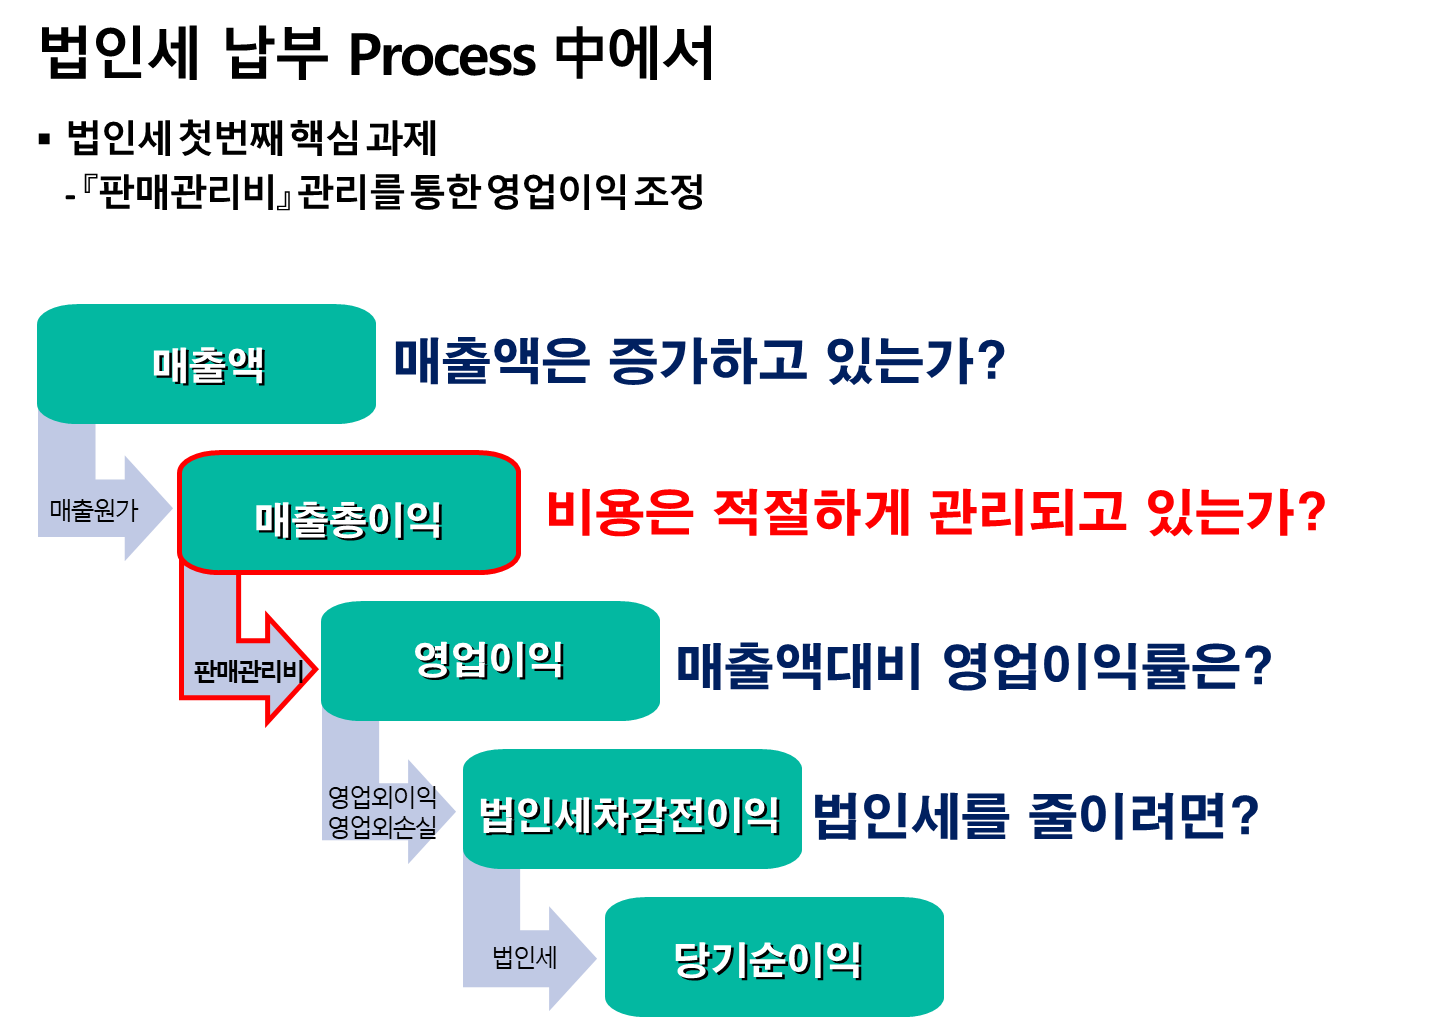 법인세 납부 Process 中에서
▪ 법인세 첫번째 핵심 과제
-『판매관리비』관리를 통한 영업이익 조정
매출액
매출액은 증가하고 있는가?
매출원가
매출총이익
비용은 적절하게 관리되고 있는가?
판매관리비
영업이익
매출액대비 영업이익률은?
영업외이익
영업외손실
법인세차감전이익
법인세를 줄이려면?
법인세
당기순이익